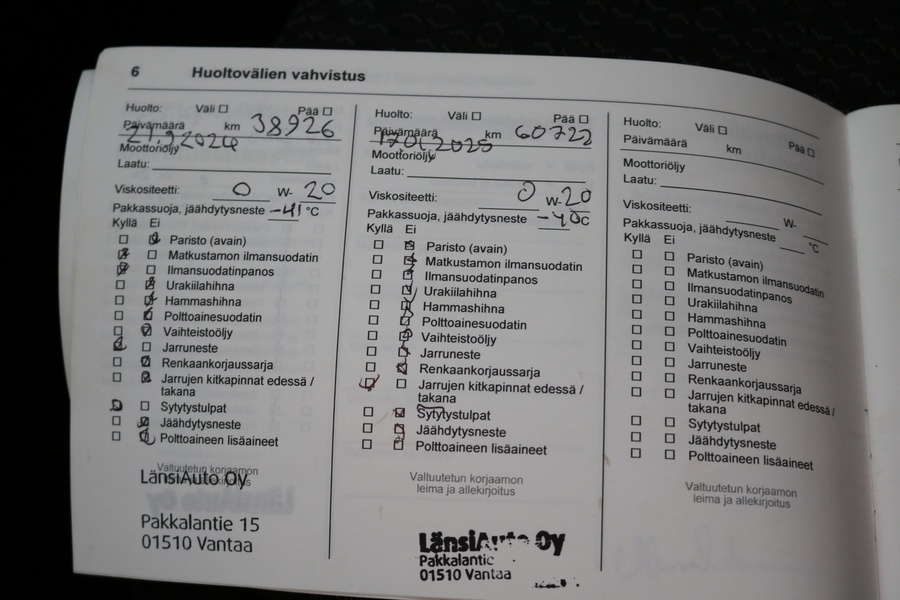 6 Huoltovälien vahvistus
Huolto: Väli Pää
Päivämäärä km 38926
21.9.2024
Moottoriöljy
Laatu:
Viskositeetti: 0 W- 20
Pakkassuoja, jäähdytysneste -41 °C
Kyllä Ei
Paristo (avain)
Matkustamon ilmansuodatin
Ilmansuodatinpanos
Urakiilahihna
Hammashihna
Polttoainesuodatin
Vaihteistoöljy
Jarruneste
Renkaankorjaussarja
Jarrujen kitkapinnat edessä /
takana
Sytytystulpat
Jäähdytysneste
Polttoaineen lisäaineet
Valtuutetun korjaamon
leima ja allekirjoitus
LänsiAuto Oy
Pakkalantie 15
01510 Vantaa
Huolto: Väli Pää
Päivämäärä km 60722
Moottoriöljy
Laatu:
Viskositeetti: 0 W- 20
Pakkassuoja, jäähdytysneste -40 °C
Kyllä Ei
Paristo (avain)
Matkustamon ilmansuodatin
Ilmansuodatinpanos
Urakiilahihna
Hammashihna
Polttoainesuodatin
Vaihteistoöljy
Jarruneste
Renkaankorjaussarja
Jarrujen kitkapinnat edessä /
takana
Sytytystulpat
Jäähdytysneste
Polttoaineen lisäaineet
Valtuutetun korjaamon
leima ja allekirjoitus
LänsiAuto Oy
Pakkalantie
01510 Vantaa
Huolto: Väli Pää
Päivämäärä km
Moottoriöljy
Laatu:
Viskositeetti: W-
Pakkassuoja, jäähdytysneste °C
Kyllä Ei
Paristo (avain)
Matkustamon ilmansuodatin
Ilmansuodatinpanos
Urakiilahihna
Hammashihna
Polttoainesuodatin
Vaihteistoöljy
Jarruneste
Renkaankorjaussarja
Jarrujen kitkapinnat edessä /
takana
Sytytystulpat
Jäähdytysneste
Polttoaineen lisäaineet
Valtuutetun korjaamon
leima ja allekirjoitus